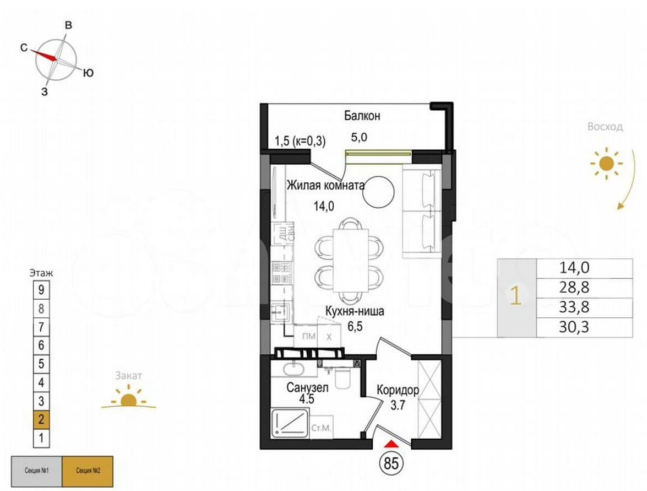 В
С
Ю
З
Балкон
1,5 (к=0,3)
5,0
Восход
Жилая комната
14,0
ДШ
СВЧ
14,0
28,8
33,8
30,3
1
Этаж
9
8
7
6
5
4
3
2
1
Кухня-ниша
6,5
ПМ
Х
Закат
Санузел
4.5
Коридор
3.7
Ст.М.
85
Секция №1
Секция №2